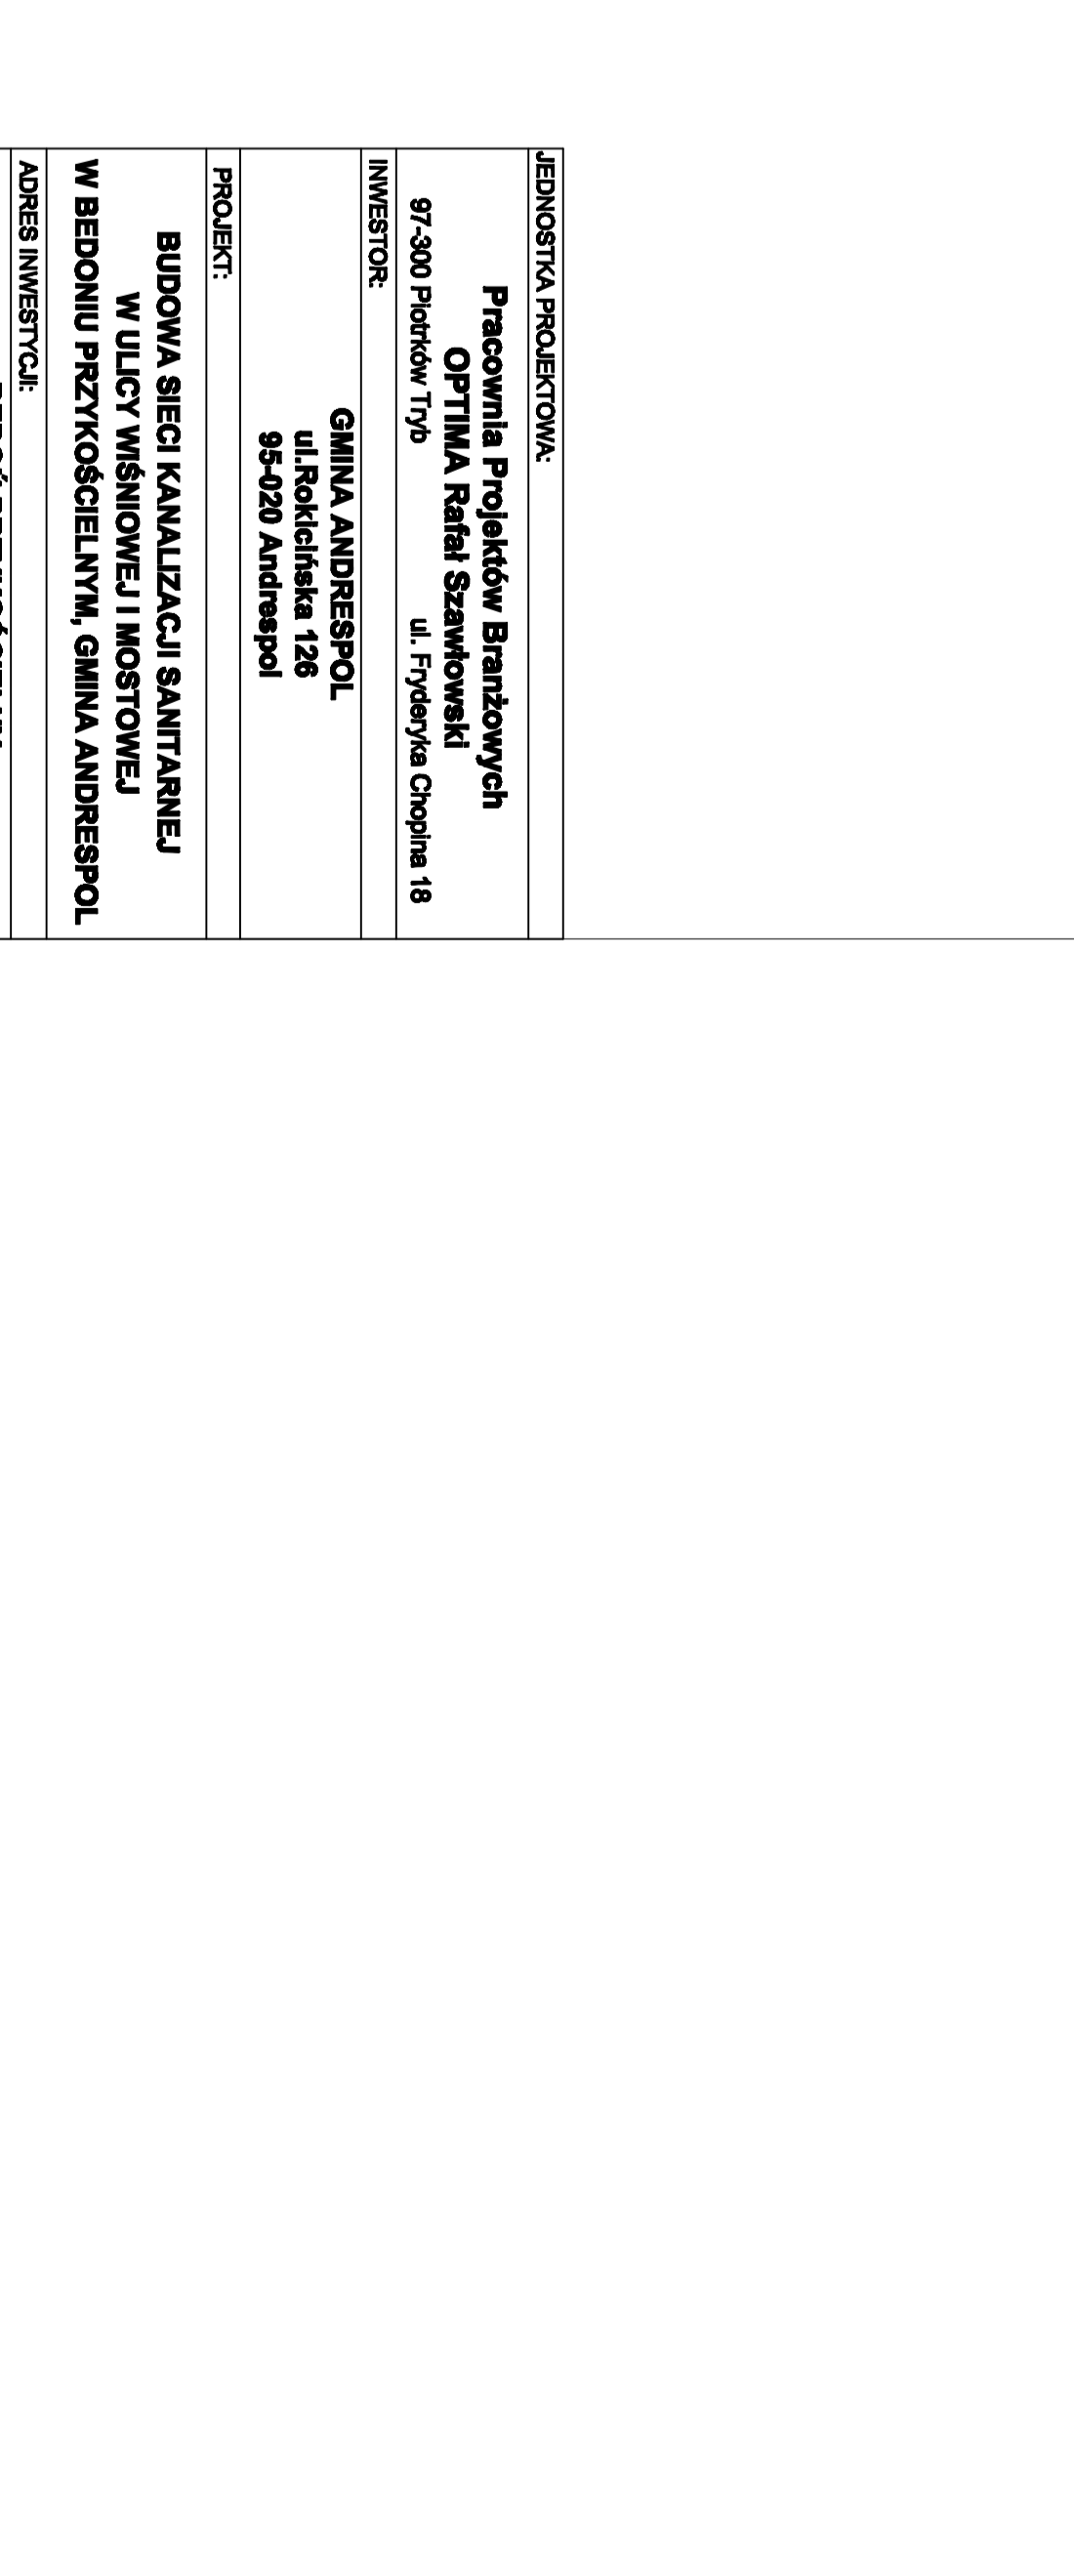 JEDNOSTKA PROJEKTOWA:
Pracownia Projektów Branżowych
OPTIMA Rafał Szawłowski
97-300 Piotrków Tryb ul. Fryderyka Chopina 18
INWESTOR:
GMINA ANDRESPOL
ul.Rokicińska 126
95-020 Andrespol
PROJEKT:
BUDOWA SIECI KANALIZACJI SANITARNEJ
W ULICY WIŚNIOWEJ I MOSTOWEJ
W BEDONIU PRZYKOŚCIELNYM, GMINA ANDRESPOL
ADRES INWESTYCJI: